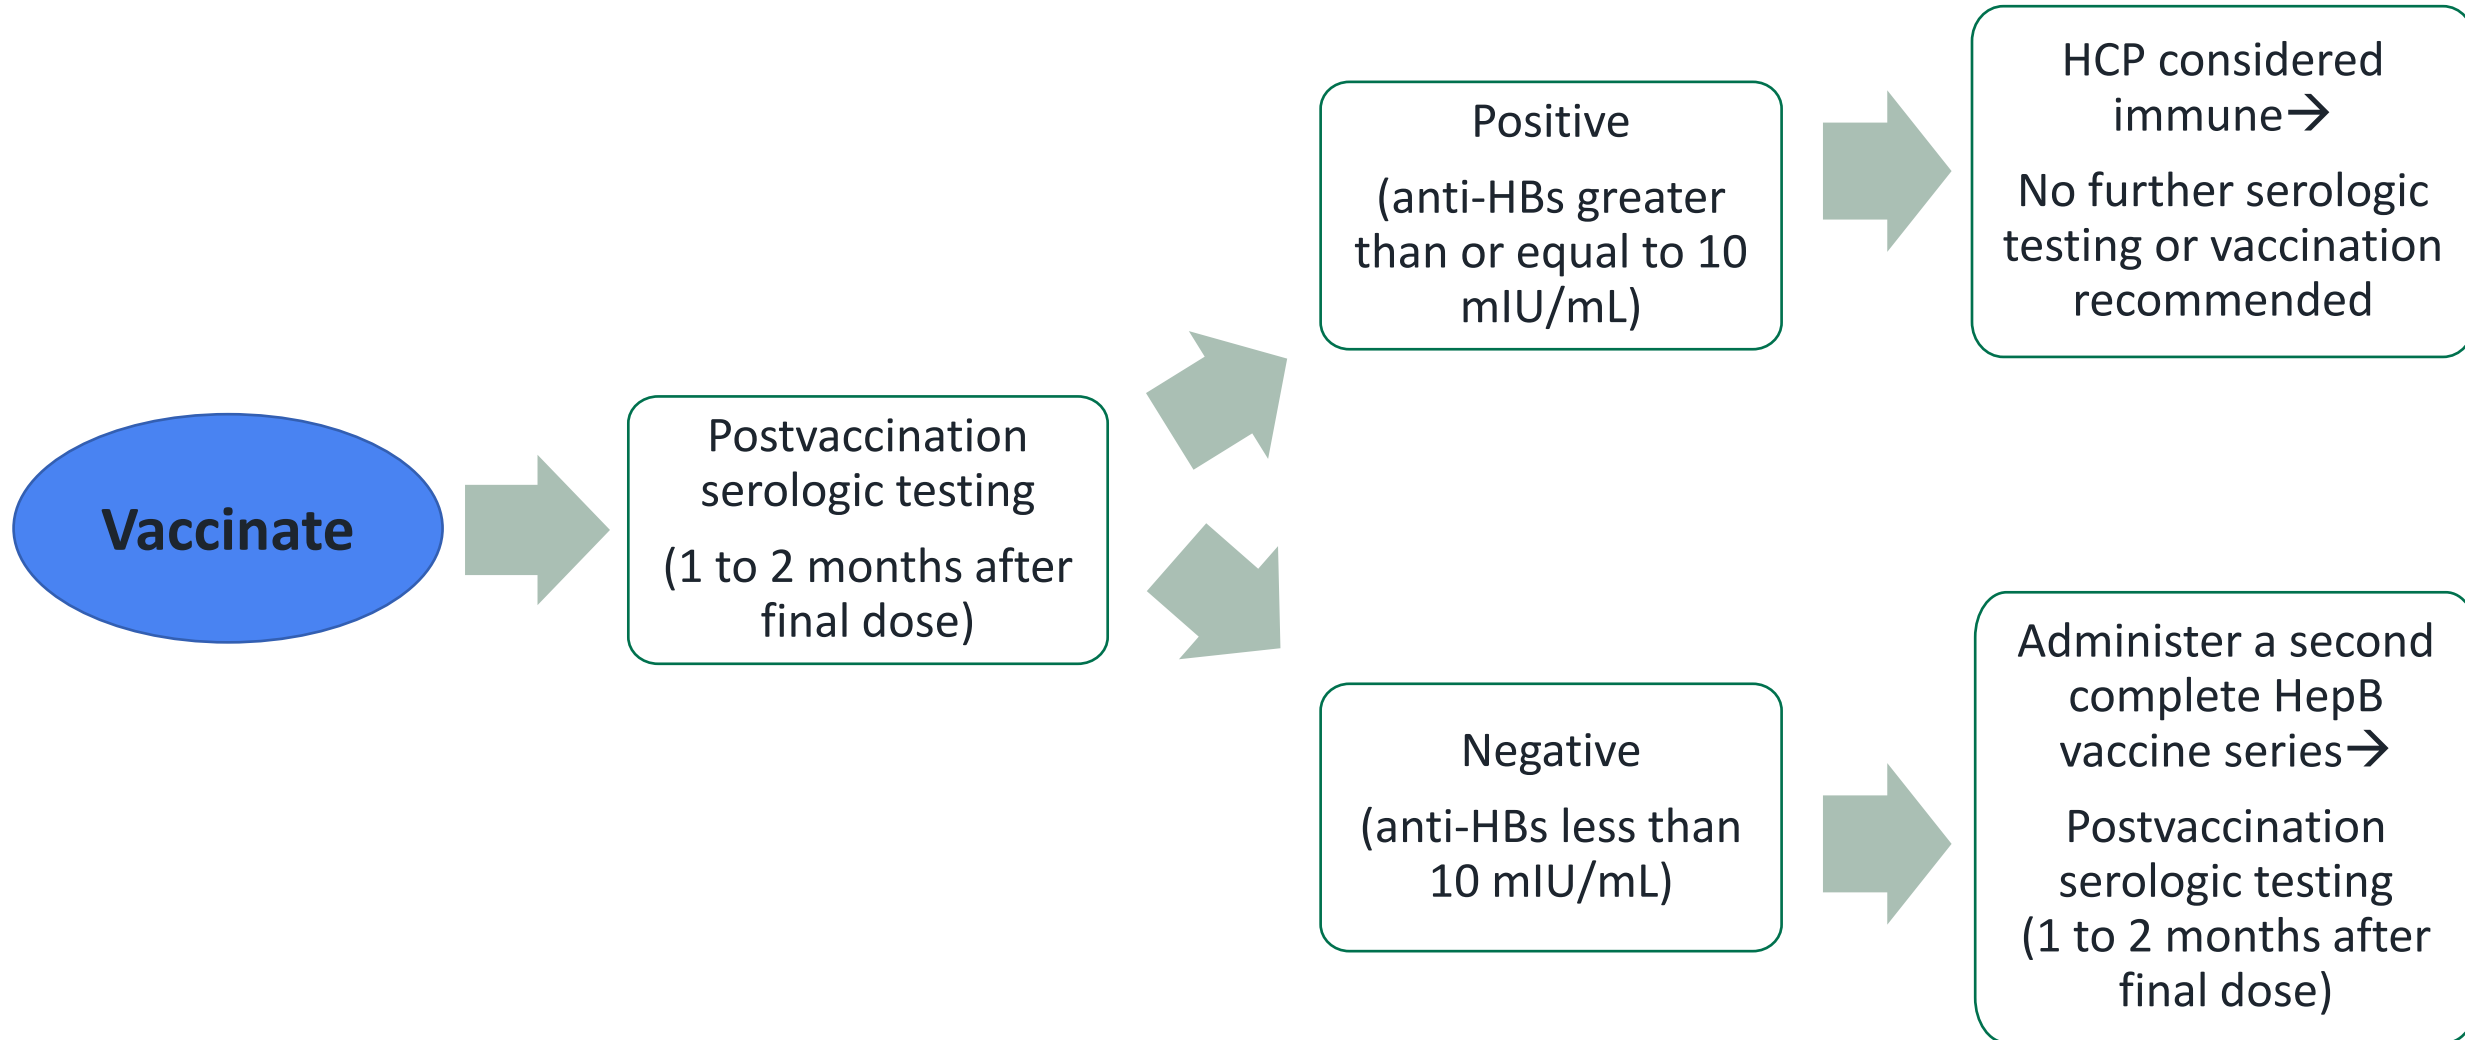 Vaccinate
Postvaccination
serologic testing
(1 to 2 months after
final dose)
Positive
(anti-HBs greater
than or equal to 10
mIU/mL)
HCP considered
immune→
No further serologic
testing or vaccination
recommended
Negative
(anti-HBs less than
10 mIU/mL)
Administer a second
complete HepB
vaccine series→
Postvaccination
serologic testing
(1 to 2 months after
final dose)